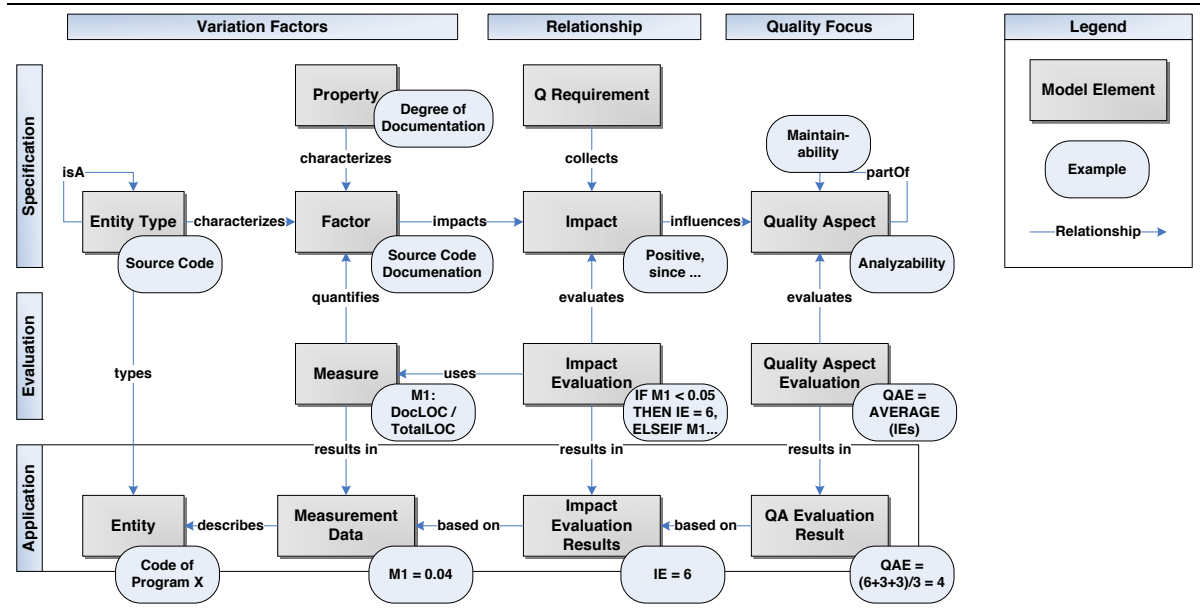 Variation Factors
Relationship
Quality Focus
Legend
Specification
Property
Degree of
Documentation
Q Requirement
Maintain-
ability
Model Element
characterizes
collects
isA
partOf
Example
Entity Type
characterizes
Factor
impacts
Impact
influences
Quality Aspect
Relationship
Source Code
Source Code
Documenation
Positive,
since ...
Analyzability
quantifies
evaluates
evaluates
Evaluation
types
Measure
uses
Impact
Evaluation
Quality Aspect
Evaluation
M1:
DocLOC /
TotalLOC
IF M1 < 0.05
THEN IE = 6,
ELSEIF M1...
QAE =
AVERAGE
(IEs)
results in
results in
results in
Application
Entity
describes
Measurement
Data
based on
Impact
Evaluation
Results
based on
QA Evaluation
Result
Code of
Program X
M1 = 0.04
IE = 6
QAE =
(6+3+3)/3 = 4